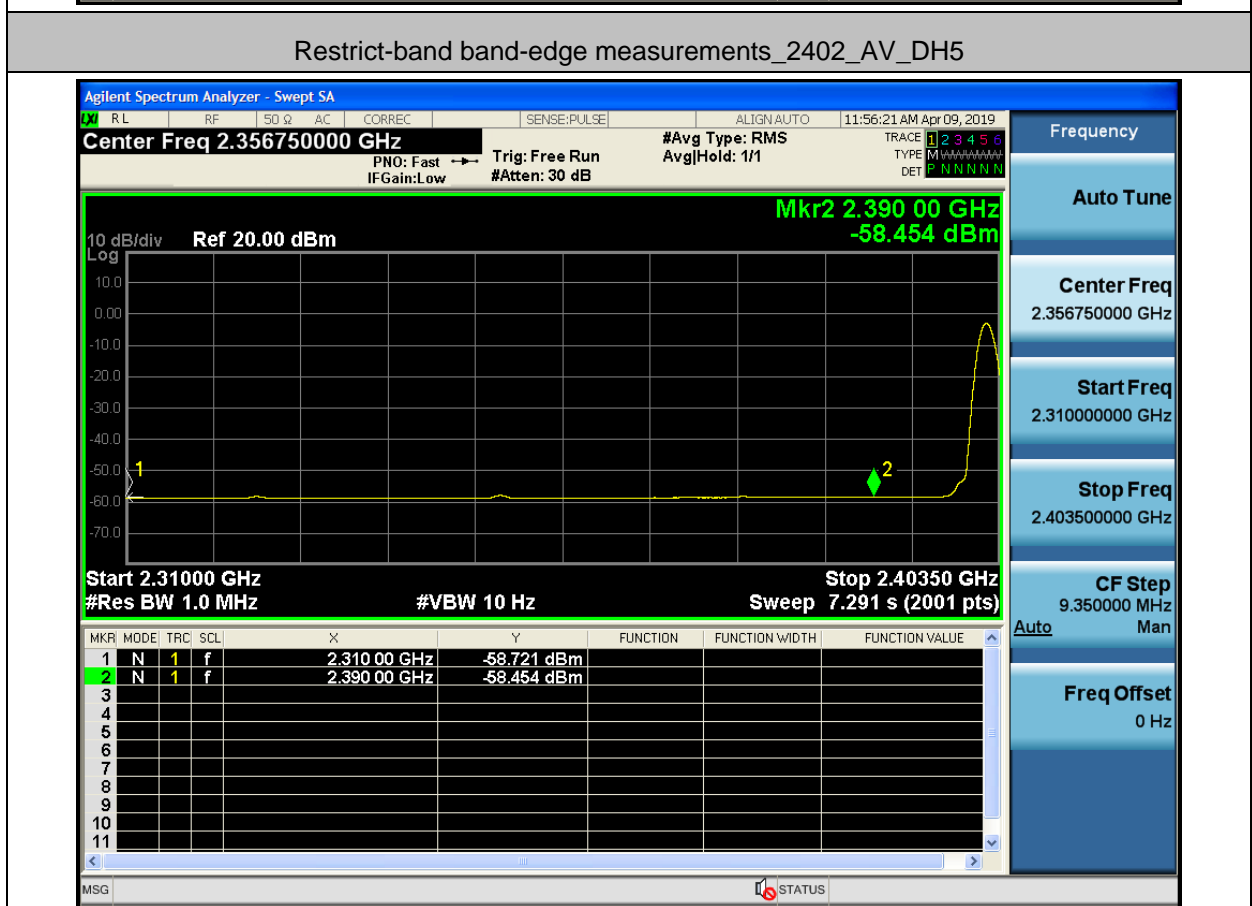 Restrict-band band-edge measurements_2402_AV_DH5
Agilent Spectrum Analyzer - Swept SA
LXI RL RF 50 Ω AC CORREC SENSE:PULSE ALIGN AUTO 11:56:21 AM Apr 09, 2019
Center Freq 2.356750000 GHz
PNO: Fast
IFGain:Low
Trig: Free Run
#Atten: 30 dB
#Avg Type: RMS
Avg|Hold: 1/1
TRACE 1 2 3 4 5 6
TYPE M WWWWW
DET P N N N N N
Frequency
Mkr2 2.390 00 GHz
-58.454 dBm
10 dB/div Ref 20.00 dBm
Log
10.0
0.00
-10.0
-20.0
-30.0
-40.0
-50.0
-60.0
-70.0
1
2
Start 2.31000 GHz Stop 2.40350 GHz
#Res BW 1.0 MHz #VBW 10 Hz Sweep 7.291 s (2001 pts)
Auto Tune
Center Freq
2.356750000 GHz
Start Freq
2.310000000 GHz
Stop Freq
2.403500000 GHz
CF Step
9.350000 MHz
Auto Man
Freq Offset
0 Hz
MKR MODE TRC SCL X Y FUNCTION FUNCTION WIDTH FUNCTION VALUE
1 N 1 f 2.310 00 GHz -58.721 dBm
2 N 1 f 2.390 00 GHz -58.454 dBm
3
4
5
6
7
8
9
10
11
MSG STATUS